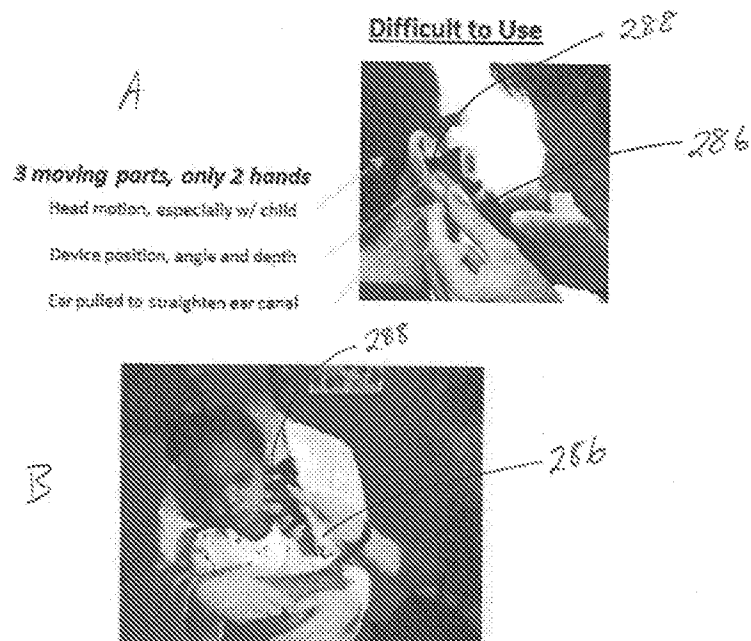 Difficult to Use
288
A
286
3 moving parts, only 2 hands
Head motion, especially w/ child
Device position, angle and depth
Ear pulled to straighten ear canal
288
B
286